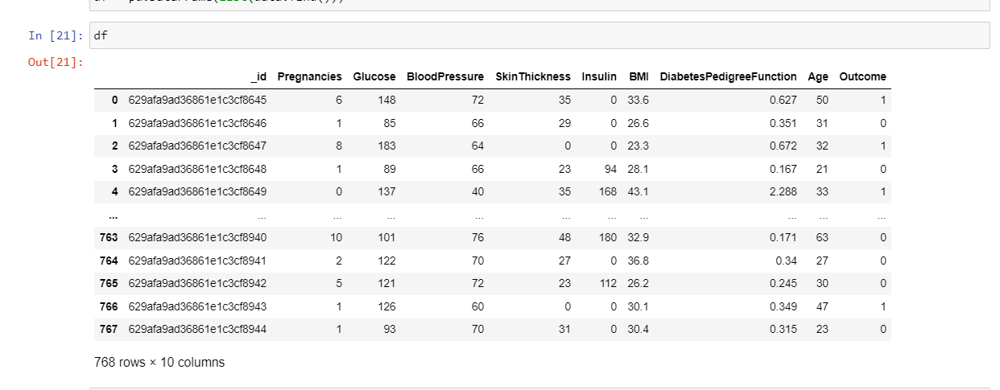 In [21]: df
Out[21]:
_id Pregnancies Glucose BloodPressure SkinThickness Insulin BMI DiabetesPedigreeFunction Age Outcome
0 629afa9ad36861e1c3cf8645 6 148 72 35 0 33.6 0.627 50 1
1 629afa9ad36861e1c3cf8646 1 85 66 29 0 26.6 0.351 31 0
2 629afa9ad36861e1c3cf8647 8 183 64 0 0 23.3 0.672 32 1
3 629afa9ad36861e1c3cf8648 1 89 66 23 94 28.1 0.167 21 0
4 629afa9ad36861e1c3cf8649 0 137 40 35 168 43.1 2.288 33 1
... ... ... ... ... ... ... ... ... ... ...
763 629afa9ad36861e1c3cf8940 10 101 76 48 180 32.9 0.171 63 0
764 629afa9ad36861e1c3cf8941 2 122 70 27 0 36.8 0.34 27 0
765 629afa9ad36861e1c3cf8942 5 121 72 23 112 26.2 0.245 30 0
766 629afa9ad36861e1c3cf8943 1 126 60 0 0 30.1 0.349 47 1
767 629afa9ad36861e1c3cf8944 1 93 70 31 0 30.4 0.315 23 0
768 rows × 10 columns